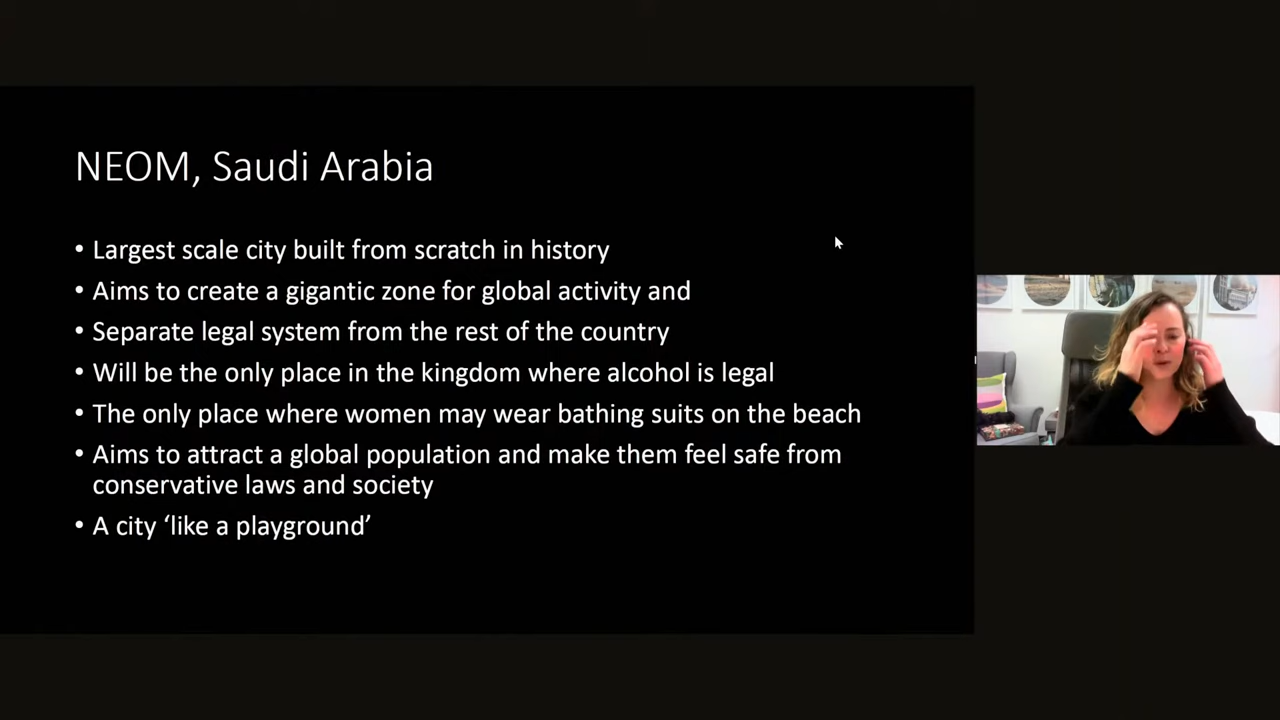 NEOM, Saudi Arabia
• Largest scale city built from scratch in history
• Aims to create a gigantic zone for global activity and
• Separate legal system from the rest of the country
• Will be the only place in the kingdom where alcohol is legal
• The only place where women may wear bathing suits on the beach
• Aims to attract a global population and make them feel safe from
conservative laws and society
• A city ‘like a playground’